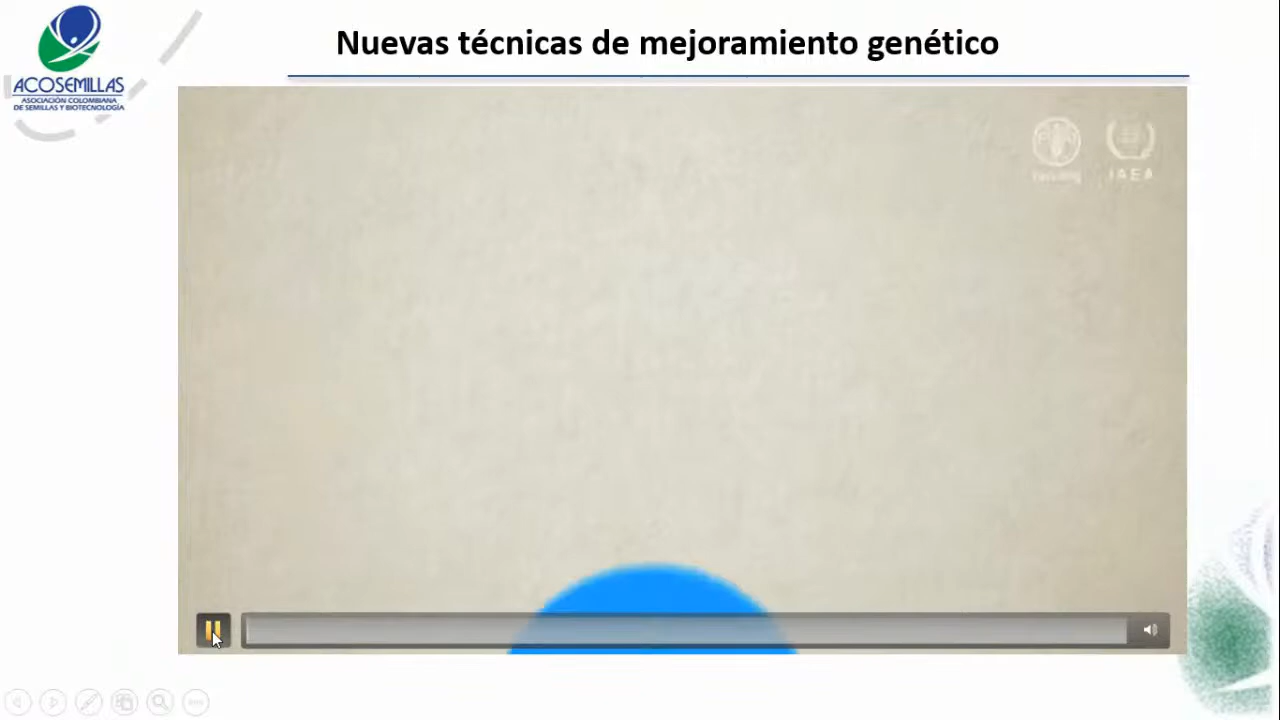 Nuevas técnicas de mejoramiento genético
ACOSEMILLAS
ASOCIACIÓN COLOMBIANA
DE SEMILLAS Y BIOTECNOLOGÍA
IAEA